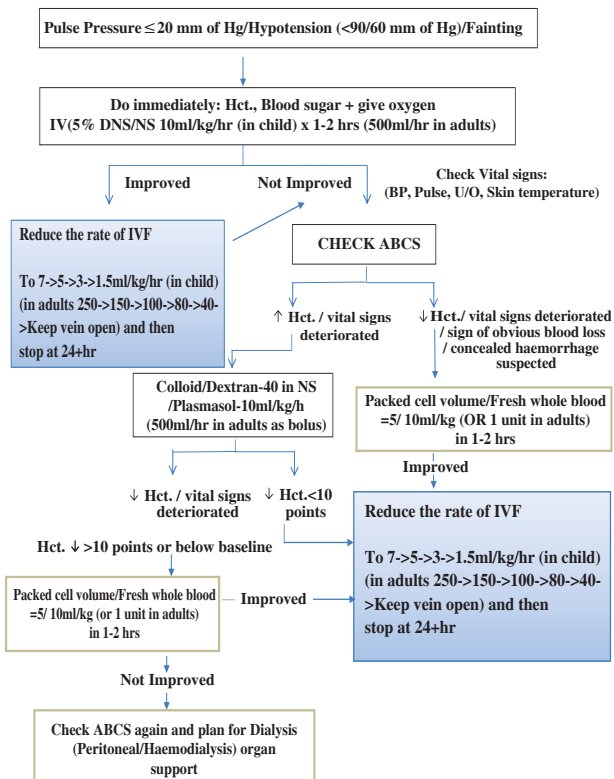 Pulse Pressure ≤ 20 mm of Hg/Hypotension (<90/60 mm of Hg)/Fainting
Do immediately: Hct., Blood sugar + give oxygen
IV(5% DNS/NS 10ml/kg/hr (in child) x 1-2 hrs (500ml/hr in adults)
Improved
Not Improved
Check Vital signs:
(BP, Pulse, U/O, Skin temperature)
Reduce the rate of IVF
To 7->5->3->1.5ml/kg/hr (in child)
(in adults 250->150->100->80->40-
>Keep vein open) and then
stop at 24+hr
CHECK ABCS
↑ Hct. / vital signs
deteriorated
↓ Hct./ vital signs deteriorated
/ sign of obvious blood loss
/ concealed haemorrhage
suspected
Colloid/Dextran-40 in NS
/Plasmasol-10ml/kg/h
(500ml/hr in adults as bolus)
Packed cell volume/Fresh whole blood
=5/ 10ml/kg (OR 1 unit in adults)
in 1-2 hrs
Improved
↓ Hct. / vital signs
deteriorated
↓ Hct.<10
points
Hct. ↓ >10 points or below baseline
Reduce the rate of IVF
To 7->5->3->1.5ml/kg/hr (in child)
(in adults 250->150->100->80->40-
>Keep vein open) and then
stop at 24+hr
Packed cell volume/Fresh whole blood
=5/ 10ml/kg (or 1 unit in adults)
in 1-2 hrs
Improved
Not Improved
Check ABCS again and plan for Dialysis
(Peritoneal/Haemodialysis) organ
support